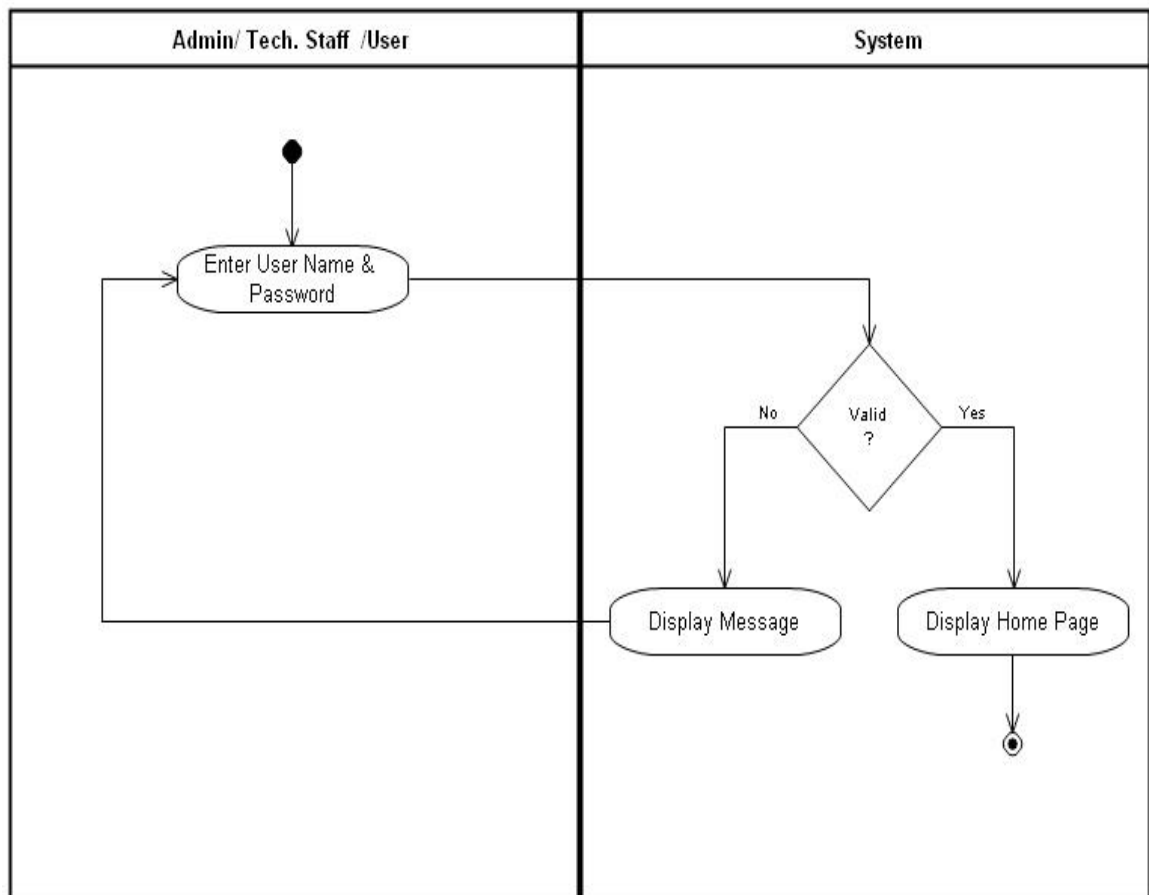 Admin/ Tech. Staff /User
System
Enter User Name &
Password
No
Valid
?
Yes
Display Message
Display Home Page